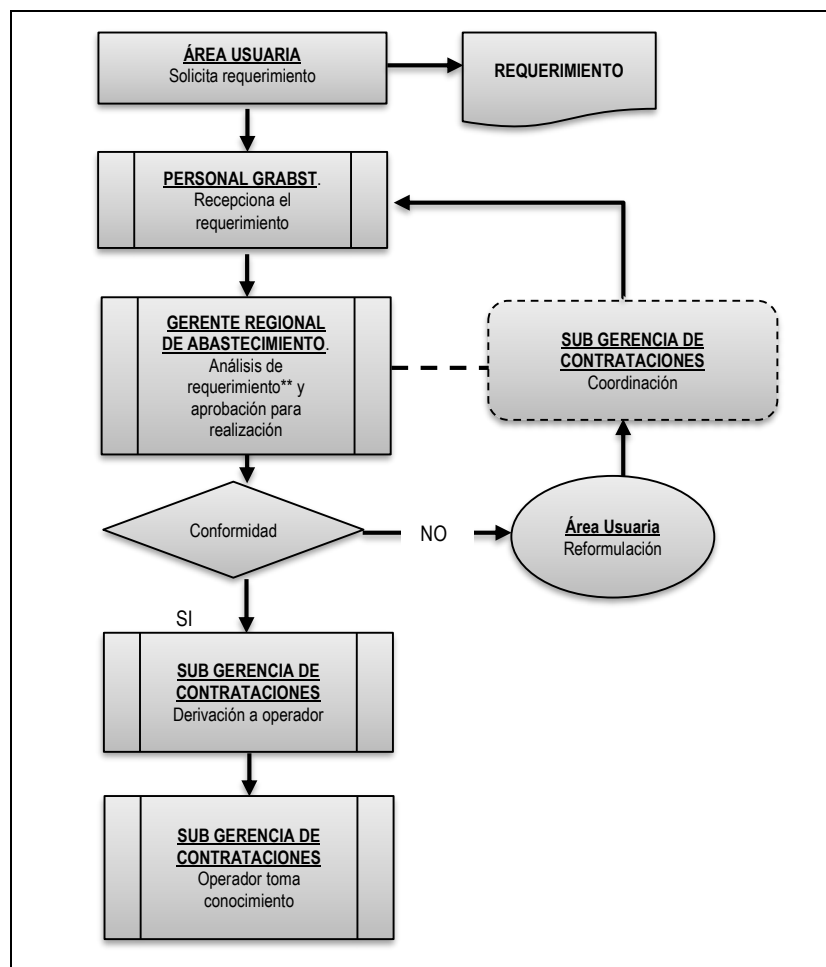 ÁREA USUARIA
Solicita requerimiento
REQUERIMIENTO
PERSONAL GRABST.
Recepciona el
requerimiento
GERENTE REGIONAL
DE ABASTECIMIENTO.
Análisis de
requerimiento** y
aprobación para
realización
SUB GERENCIA DE
CONTRATACIONES
Coordinación
Conformidad
NO
Área Usuaria
Reformulación
SI
SUB GERENCIA DE
CONTRATACIONES
Derivación a operador
SUB GERENCIA DE
CONTRATACIONES
Operador toma
conocimiento